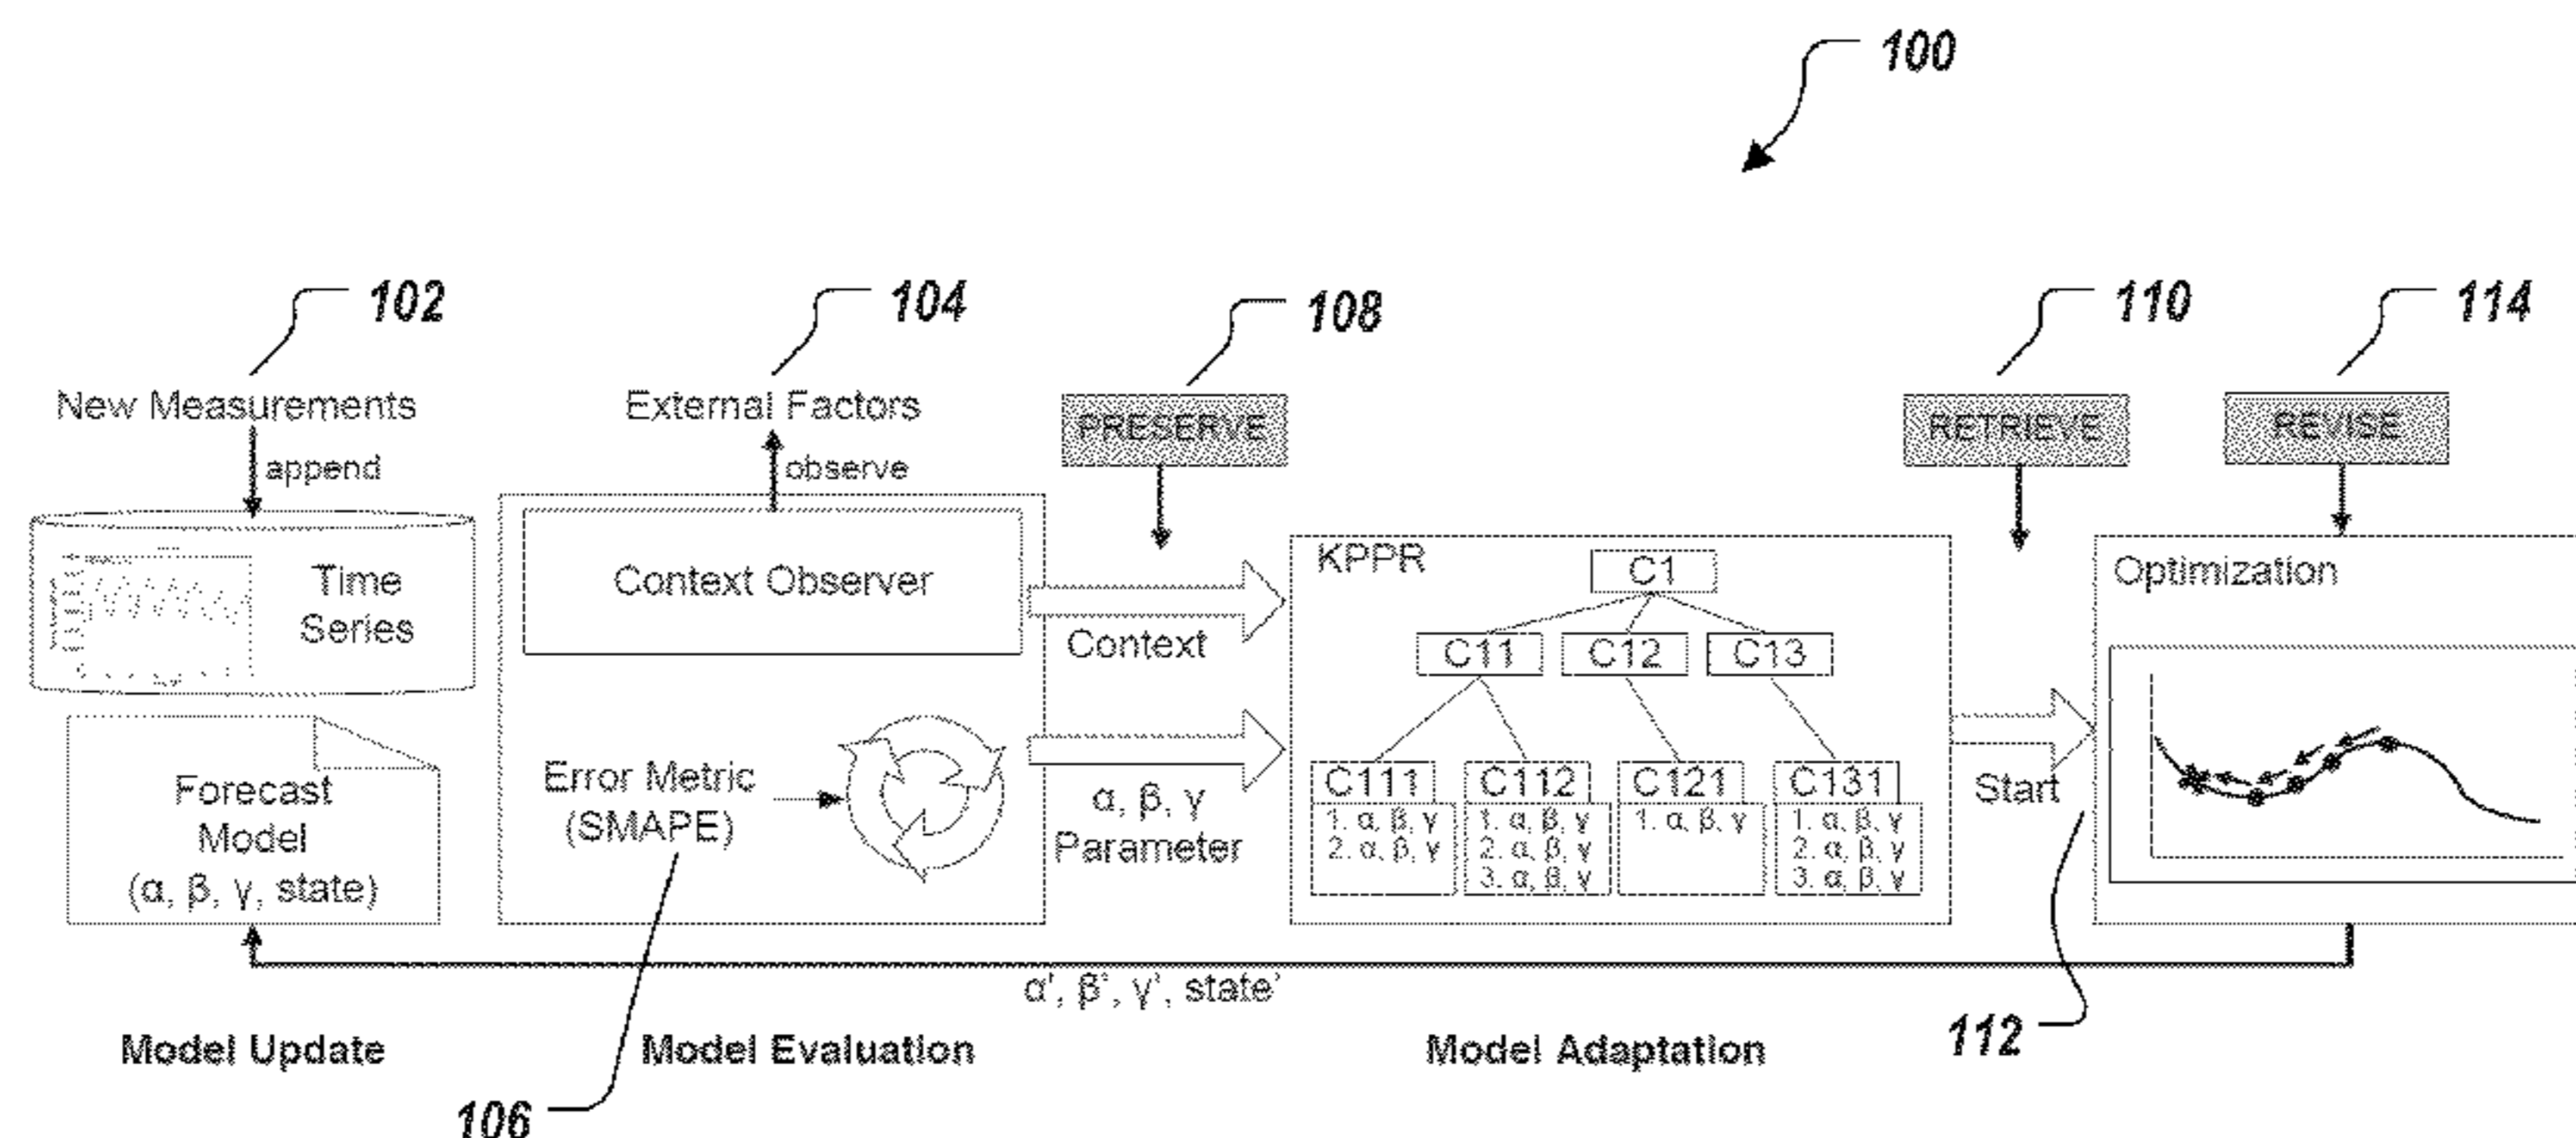 100
102
104
108
110
114
New Measurements
External Factors
PRESERVE
RETRIEVE
REVISE
append
observe
Time
Series
Context Observer
Context
KPPR
C1
C11
C12
C13
Optimization
Forecast
Model
(α, β, γ, state)
Error Metric
(SMAPE)
α, β, γ
Parameter
C111
1. α, β, γ
2. α, β, γ
C112
1. α, β, γ
2. α, β, γ
3. α, β, γ
C121
1. α, β, γ
C131
1. α, β, γ
2. α, β, γ
3. α, β, γ
Start
α', β', γ', state'
Model Update
Model Evaluation
Model Adaptation
112
106